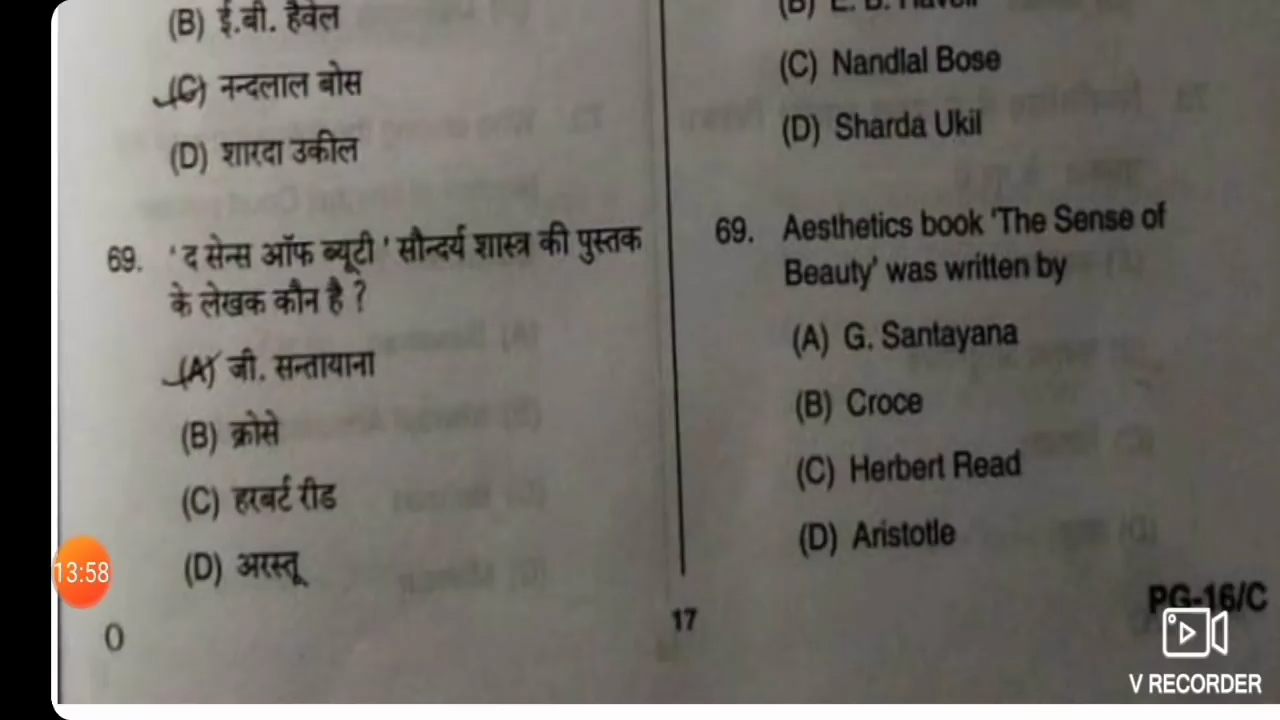 (B) ई.बी. हैवेल
(C) नन्दलाल बोस
(D) शारदा उकील
69. 'द सेन्स ऑफ ब्यूटी' सौन्दर्य शास्त्र की पुस्तक
के लेखक कौन है ?
(A) जी. सन्तायाना
(B) क्रोसे
(C) हरबर्ट रीड
(D) अरस्तू
0
(B) E. B. Havell
(C) Nandlal Bose
(D) Sharda Ukil
69. Aesthetics book 'The Sense of
Beauty' was written by
(A) G. Santayana
(B) Croce
(C) Herbert Read
(D) Aristotle
17
PG-16/C
13:58
V RECORDER